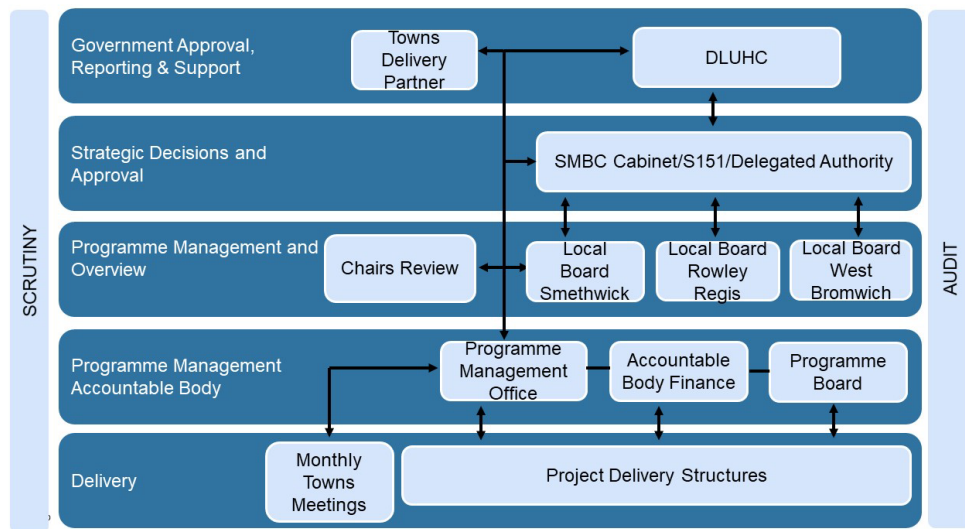 SCRUTINY
Government Approval,
Reporting & Support
Towns
Delivery
Partner
DLUHC
Strategic Decisions and
Approval
SMBC Cabinet/S151/Delegated Authority
Programme Management and
Overview
Chairs Review
Local
Board
Smethwick
Local Board
Rowley
Regis
Local Board
West
Bromwich
Programme Management
Accountable Body
Programme
Management
Office
Accountable
Body Finance
Programme
Board
Delivery
Monthly
Towns
Meetings
Project Delivery Structures
AUDIT